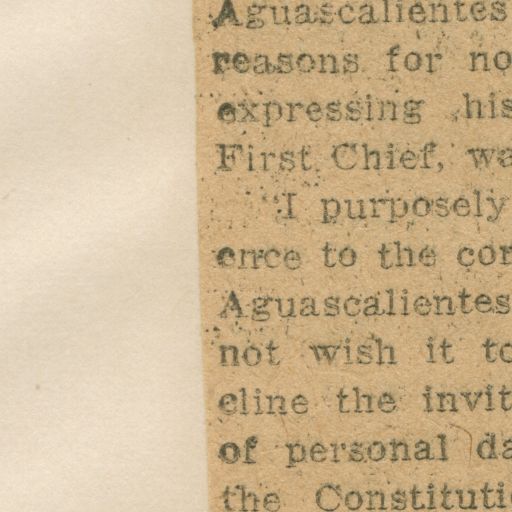 Aguascalientes
reasons for no
expressing his
First Chief, wa
"I purposely
ence to the con
Aguascalientes
not wish it to
cline the invit
of personal da
the Constituti